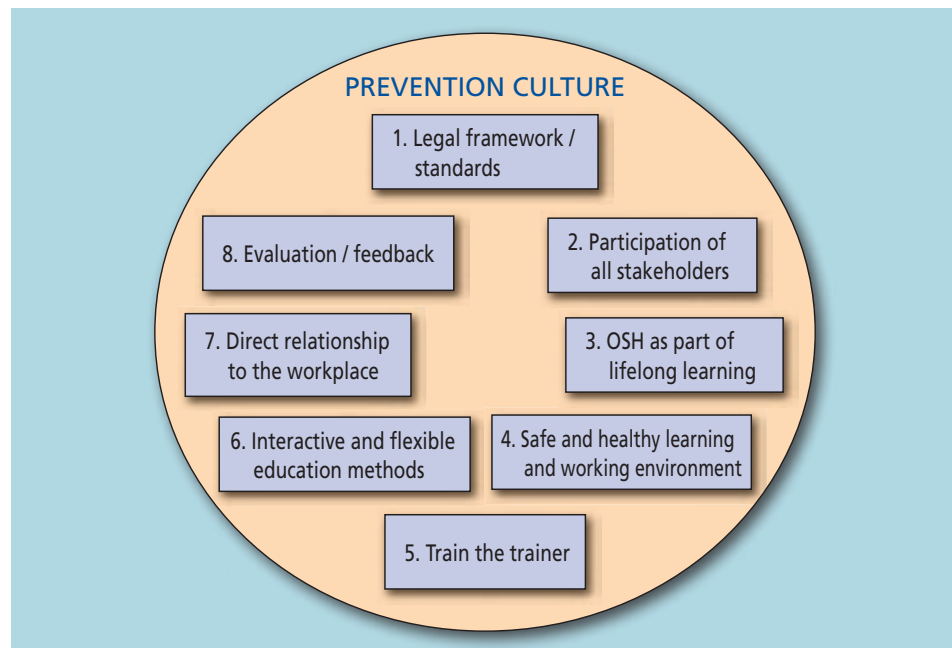 PREVENTION CULTURE
1. Legal framework /
standards
2. Participation of
all stakeholders
3. OSH as part of
lifelong learning
4. Safe and healthy learning
and working environment
5. Train the trainer
6. Interactive and flexible
education methods
7. Direct relationship
to the workplace
8. Evaluation / feedback